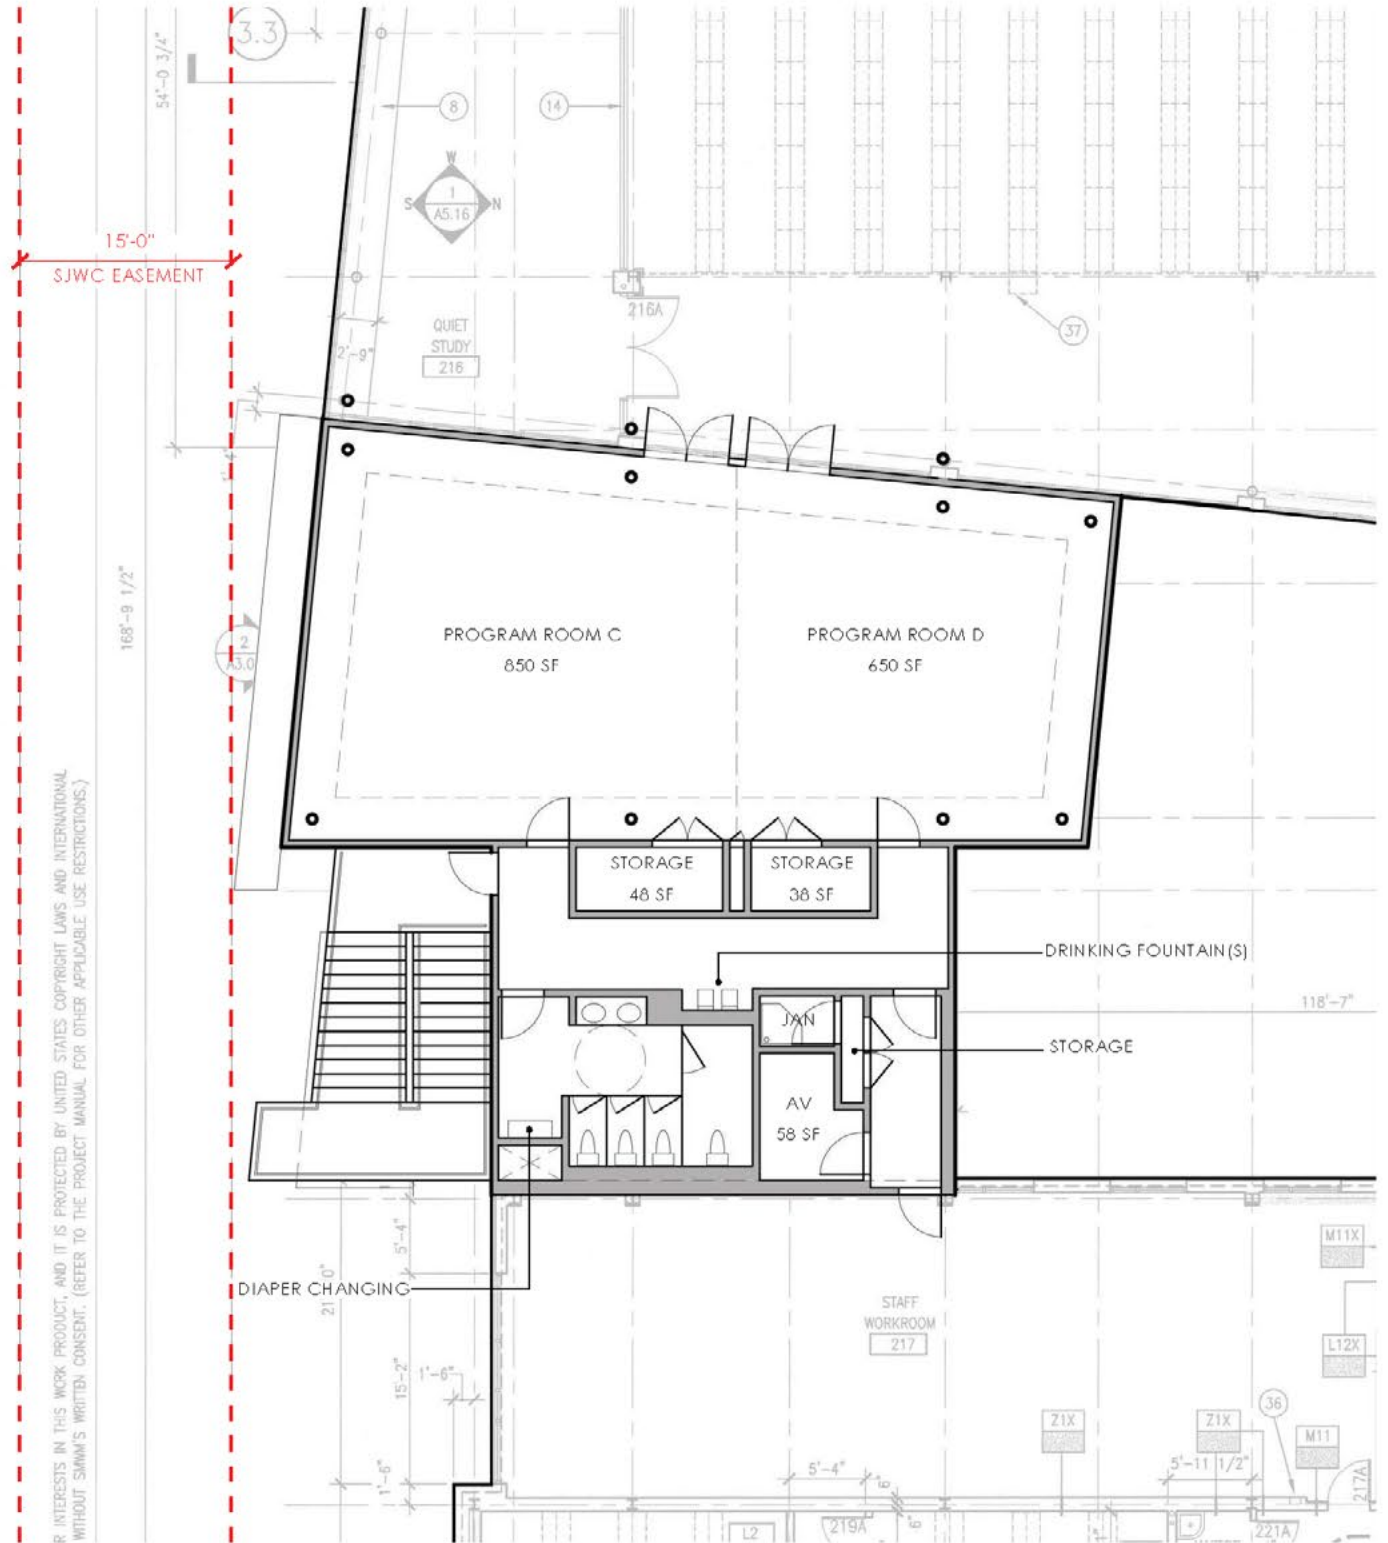 3.3
54'-0 3/4"
8
14
W
1
S
N
A5.16
15'-0"
SJWC EASEMENT
216A
37
QUIET
STUDY
216
2'-9"
168'-9 1/2"
2
A3.0
PROGRAM ROOM C
850 SF
PROGRAM ROOM D
650 SF
STORAGE
48 SF
STORAGE
38 SF
DRINKING FOUNTAIN(S)
118'-7"
JAN
STORAGE
AV
58 SF
R INTERESTS IN THIS WORK PRODUCT, AND IT IS PROTECTED BY UNITED STATES COPYRIGHT LAWS AND INTERNATIONAL
WITHOUT SMWM'S WRITTEN CONSENT. (REFER TO THE PROJECT MANUAL FOR OTHER APPLICABLE USE RESTRICTIONS.)
5'-4"
DIAPER CHANGING
STAFF
WORKROOM
217
M11X
L12X
15'-2"
1'-6"
36
Z1X
Z1X
M11
5'-4"
5'-11 1/2"
6"
217A
1'-6"
L2
219A
6"
221A